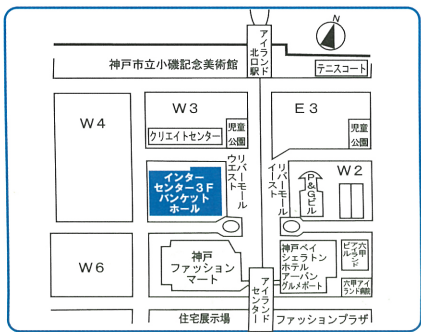 N
アイランド
北口駅
神戸市立小磯記念美術館
テニスコート
W4
W3
クリエイトセンター
児童
公園
E3
児童
公園
インター
センター3F
バンケット
ホール
リバーモール
ウエスト
リバーモール
イースト
P&Gビル
W2
W6
神戸
ファッション
マート
アイランド
センター
神戸ベイ
シェラトン
ホテル
アーバン
グルメポート
六甲
アイランド
ビル
六甲アイ
ランド病院
住宅展示場
ファッションプラザ